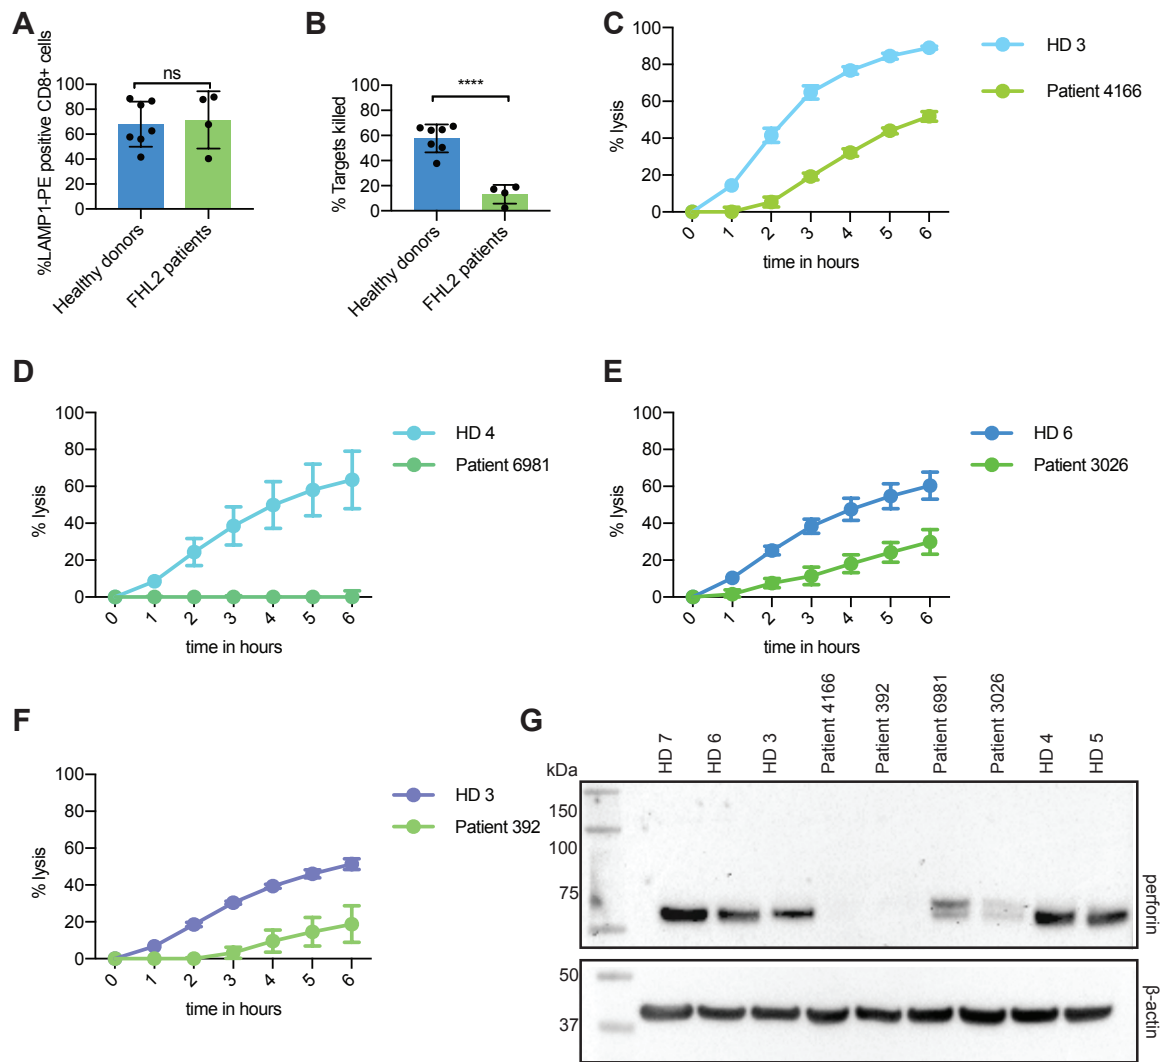 A
%LAMP1-PE positive CD8+ cells
100
80
60
40
20
0
ns
Healthy donors
FHL2 patients
B
% Targets killed
100
80
60
40
20
0
****
Healthy donors
FHL2 patients
C
% lysis
100
80
60
40
20
0
0 1 2 3 4 5 6
time in hours
HD 3
Patient 4166
D
% lysis
100
80
60
40
20
0
0 1 2 3 4 5 6
time in hours
HD 4
Patient 6981
E
% lysis
100
80
60
40
20
0
0 1 2 3 4 5 6
time in hours
HD 6
Patient 3026
F
% lysis
100
80
60
40
20
0
0 1 2 3 4 5 6
time in hours
HD 3
Patient 392
G
kDa
HD 7
HD 6
HD 3
Patient 4166
Patient 392
Patient 6981
Patient 3026
HD 4
HD 5
150
100
75
perforin
50
37
β-actin